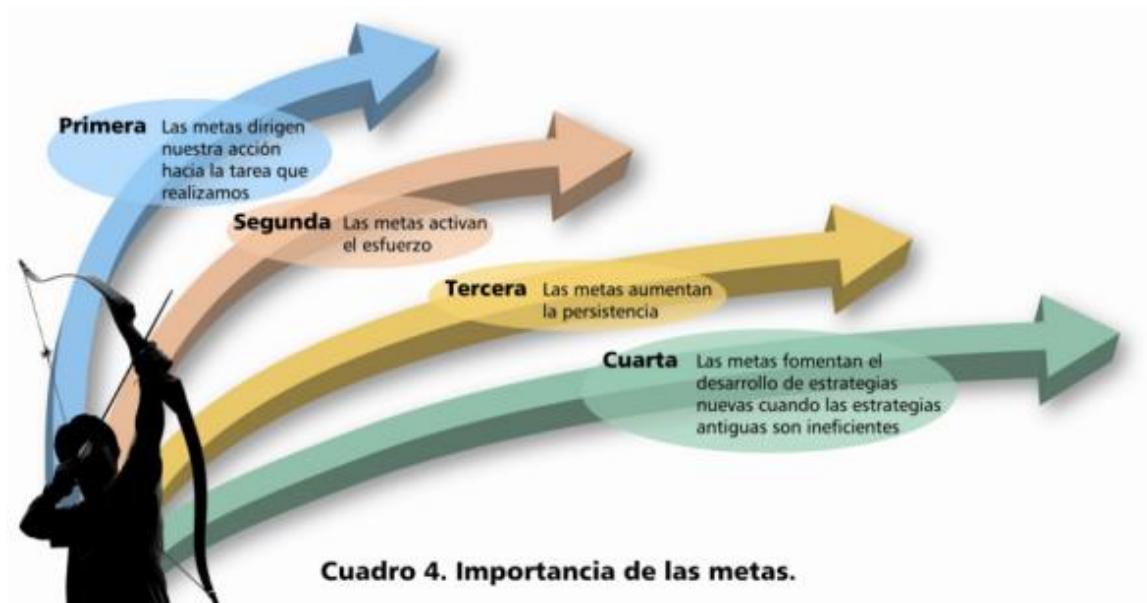 Primera Las metas dirigen
nuestra acción
hacia la tarea que
realizamos
Segunda Las metas activan
el esfuerzo
Tercera Las metas aumentan
la persistencia
Cuarta Las metas fomentan el
desarrollo de estrategias
nuevas cuando las estrategias
antiguas son ineficientes
Cuadro 4. Importancia de las metas.